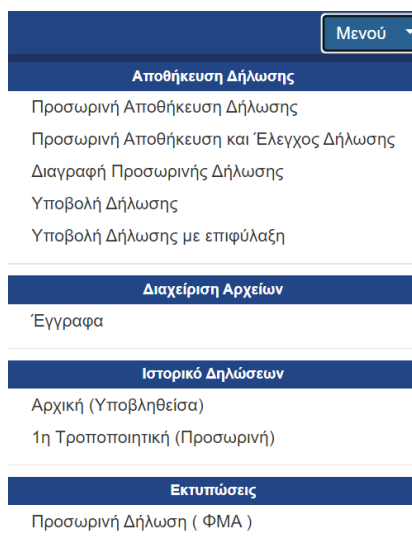 Μενού
Αποθήκευση Δήλωσης
Προσωρινή Αποθήκευση Δήλωσης
Προσωρινή Αποθήκευση και Έλεγχος Δήλωσης
Διαγραφή Προσωρινής Δήλωσης
Υποβολή Δήλωσης
Υποβολή Δήλωσης με επιφύλαξη
Διαχείριση Αρχείων
Έγγραφα
Ιστορικό Δηλώσεων
Αρχική (Υποβληθείσα)
1η Τροποποιητική (Προσωρινή)
Εκτυπώσεις
Προσωρινή Δήλωση ( ΦΜΑ )